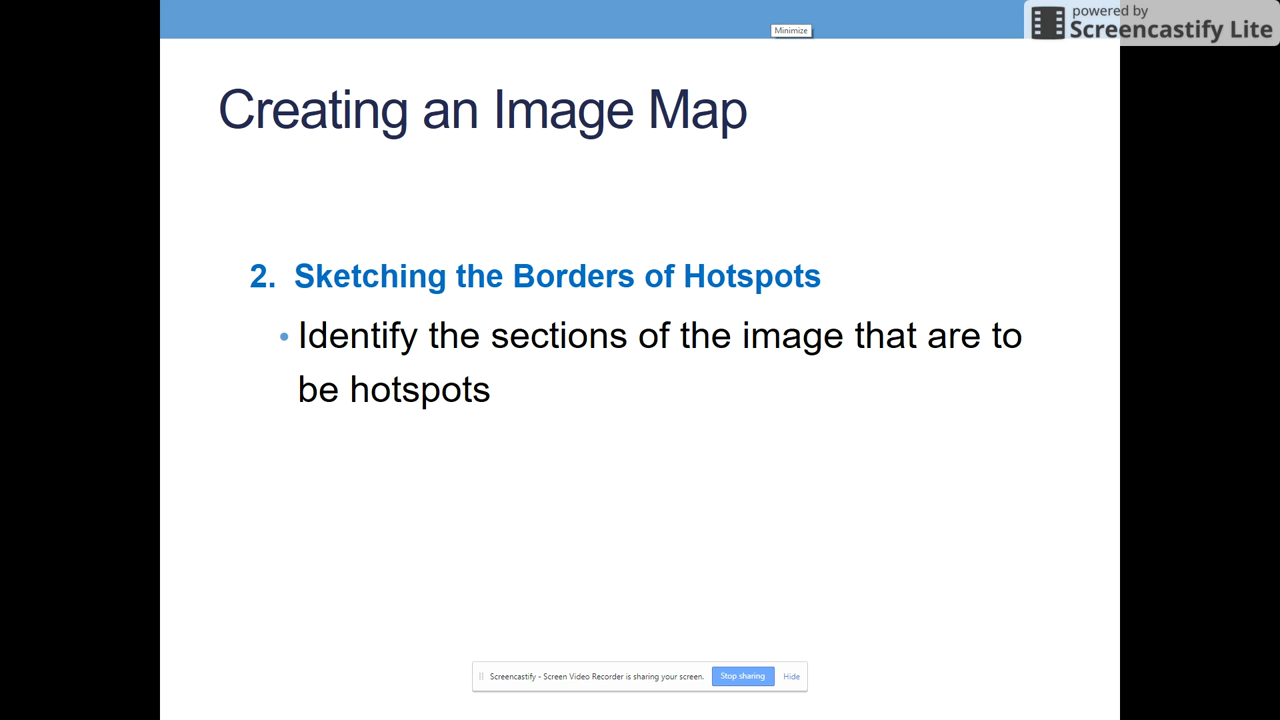 powered by
Screencastify Lite
Minimize
Creating an Image Map
2. Sketching the Borders of Hotspots
• Identify the sections of the image that are to
be hotspots
Screencastify - Screen Video Recorder is sharing your screen. Stop sharing Hide